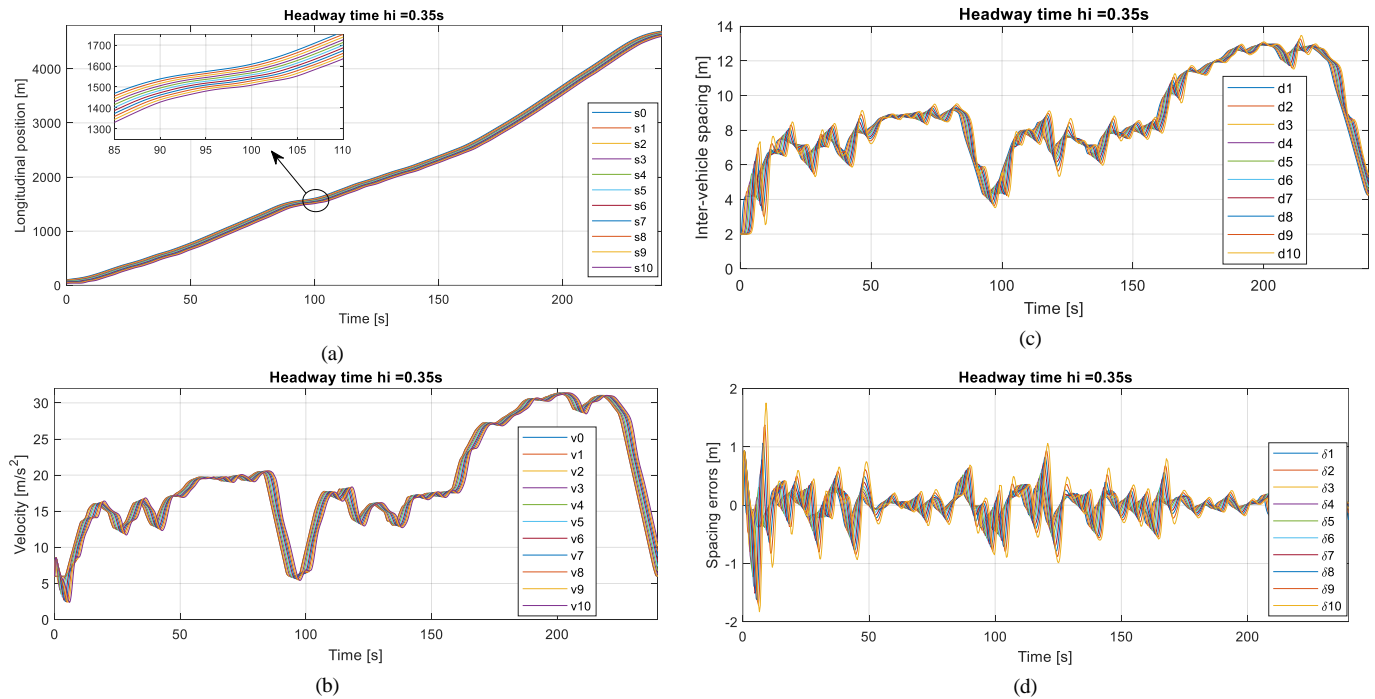 Headway time hi =0.35s
Longitudinal position [m]
4000
3000
2000
1000
0
0 50 100 150 200
Time [s]
1700
1600
1500
1400
1300
85 90 95 100 105 110
s0
s1
s2
s3
s4
s5
s6
s7
s8
s9
s10
(a)
Headway time hi =0.35s
Inter-vehicle spacing [m]
14
12
10
8
6
4
2
0
0 50 100 150 200
Time [s]
d1
d2
d3
d4
d5
d6
d7
d8
d9
d10
(c)
Headway time hi =0.35s
Velocity [m/s²]
30
25
20
15
10
5
0
0 50 100 150 200
Time [s]
v0
v1
v2
v3
v4
v5
v6
v7
v8
v9
v10
(b)
Headway time hi =0.35s
Spacing errors [m]
2
1
0
-1
-2
0 50 100 150 200
Time [s]
δ1
δ2
δ3
δ4
δ5
δ6
δ7
δ8
δ9
δ10
(d)